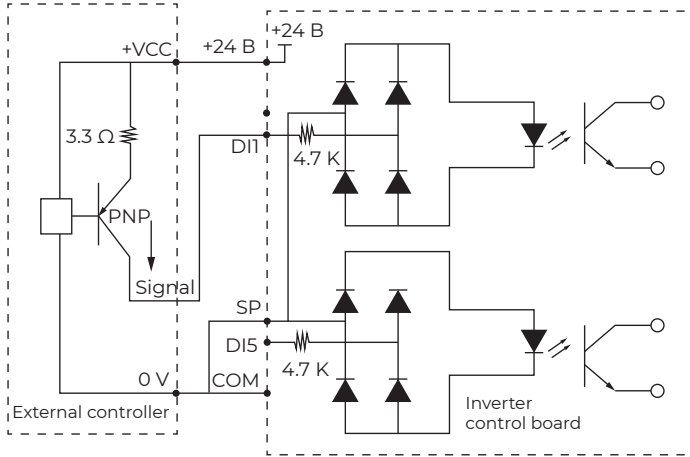 +24 B
+VCC
+24 B
3.3 Ω
DI1
4.7 K
PNP
Signal
SP
DI5
4.7 K
0 V
COM
External controller
Inverter
control board